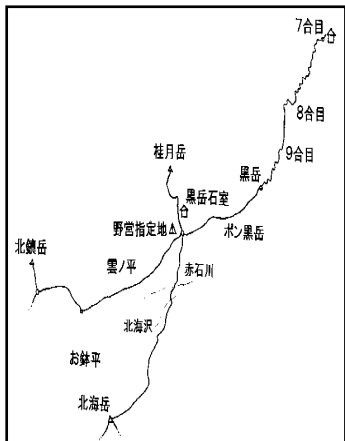 7合目
8合目
9合目
桂月岳
黒岳
黒岳石室
野営指定地
ポン黒岳
北鎮岳
雲ノ平
赤石川
北海沢
お鉢平
北海岳